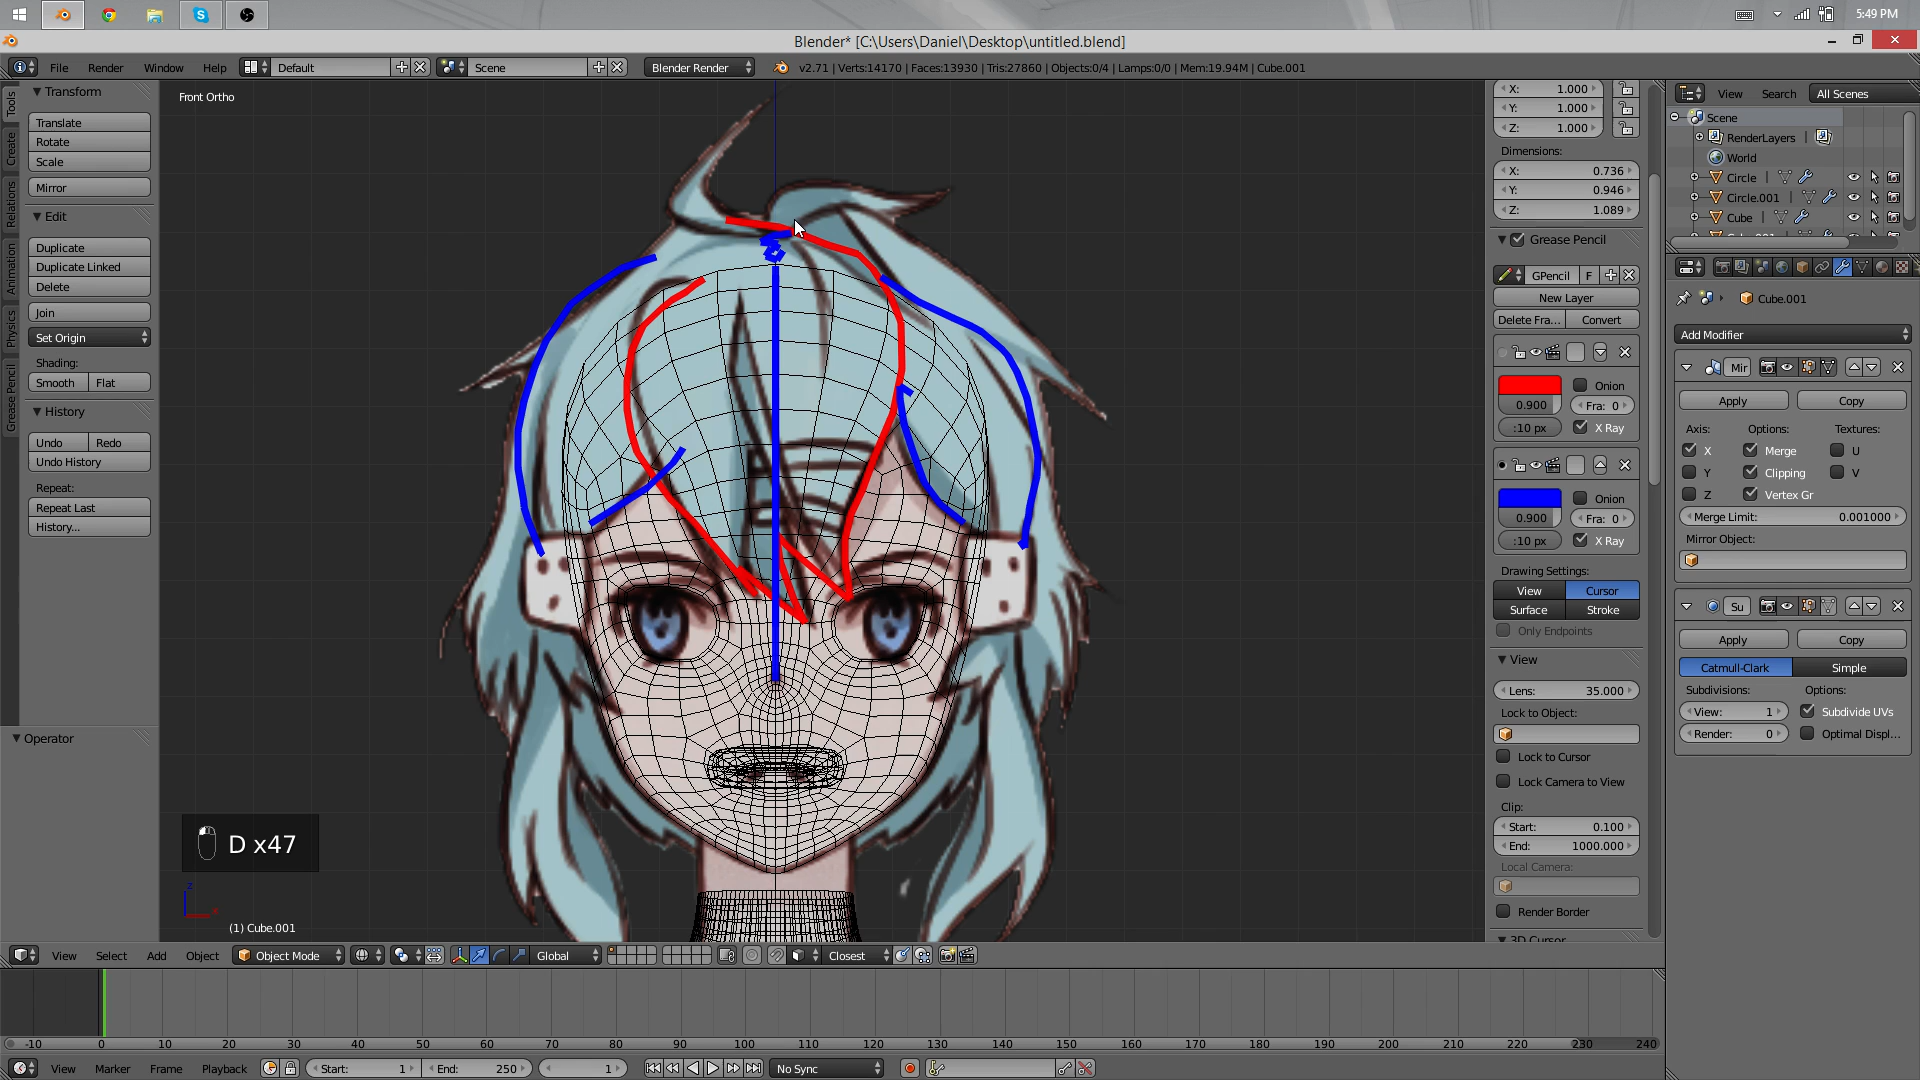 5:49 PM
Blender* [C:\Users\Daniel\Desktop\untitled.blend]
File Render Window Help Default Scene Blender Render v2.71 | Verts:14170 | Faces:13930 | Tris:27860 | Objects:0/4 | Lamps:0/0 | Mem:19.94M | Cube.001
Tools
Create
Relations
Animation
Physics
Grease Pencil
Transform
Translate
Rotate
Scale
Mirror
Edit
Duplicate
Duplicate Linked
Delete
Join
Set Origin
Shading:
Smooth Flat
History
Undo Redo
Undo History
Repeat:
Repeat Last
History...
Operator
Front Ortho
D x47
z
x
(1) Cube.001
X: 1.000
Y: 1.000
Z: 1.000
Dimensions:
X: 0.736
Y: 0.946
Z: 1.089
Grease Pencil
GPencil F
New Layer
Delete Fra... Convert
Onion
0.900 Fra: 0
:10 px X Ray
Onion
0.900 Fra: 0
:10 px X Ray
Drawing Settings:
View Cursor
Surface Stroke
Only Endpoints
View
Lens: 35.000
Lock to Object:
Lock to Cursor
Lock Camera to View
Clip:
Start: 0.100
End: 1000.000
Local Camera:
Render Border
3D Cursor
View Search All Scenes
Scene
RenderLayers
World
Circle
Circle.001
Cube
Cube.001
Add Modifier
Mir
Apply Copy
Axis: Options: Textures:
X Merge U
Y Clipping V
Z Vertex Gr
Merge Limit: 0.001000
Mirror Object:
Su
Apply Copy
Catmull-Clark Simple
Subdivisions: Options:
View: 1 Subdivide UVs
Render: 0 Optimal Displ...
View Select Add Object Object Mode Global Closest
-10 0 10 20 30 40 50 60 70 80 90 100 110 120 130 140 150 160 170 180 190 200 210 220 230 240
View Marker Frame Playback Start: 1 End: 250 1 No Sync